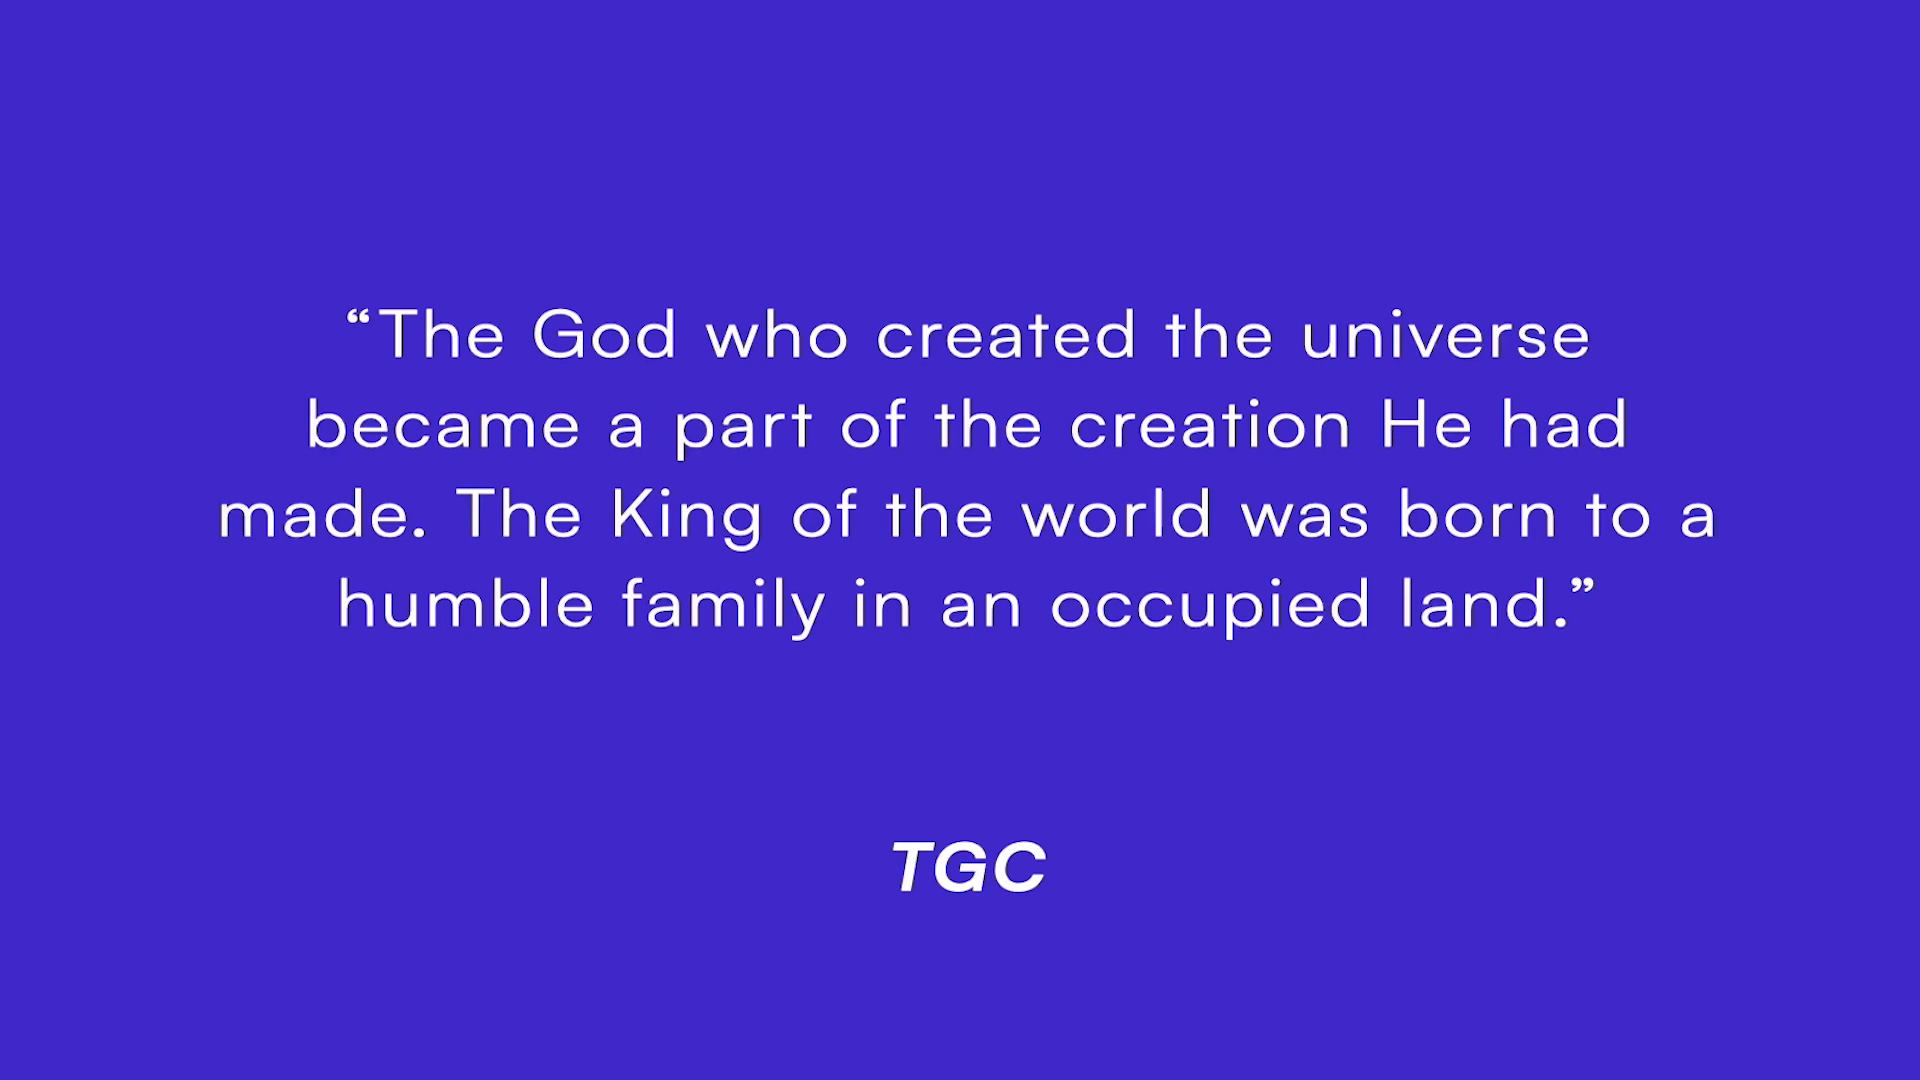 “The God who created the universe
became a part of the creation He had
made. The King of the world was born to a
humble family in an occupied land.”
TGC